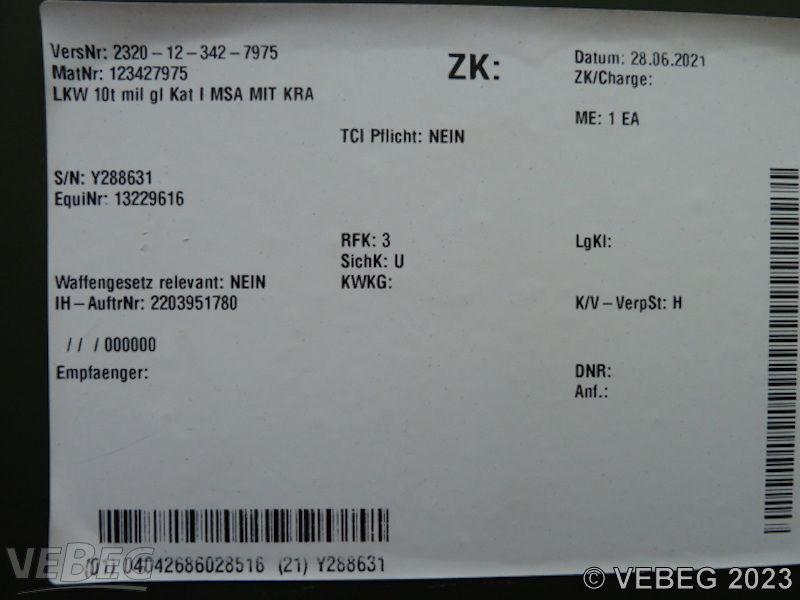 VersNr: 2320-12-342-7975
MatNr: 123427975
LKW 10t mil gl Kat I MSA MIT KRA
ZK:
Datum: 28.06.2021
ZK/Charge:
ME: 1 EA
TCI Pflicht: NEIN
S/N: Y288631
EquiNr: 13229616
RFK: 3
SichK: U
KWKG:
LgKl:
Waffengesetz relevant: NEIN
IH-AuftrNr: 2203951780
K/V-VerpSt: H
/ / / 000000
Empfaenger:
DNR:
Anf.:
(01) 04042686028516 (21) Y288631
VEBEG
© VEBEG 2023